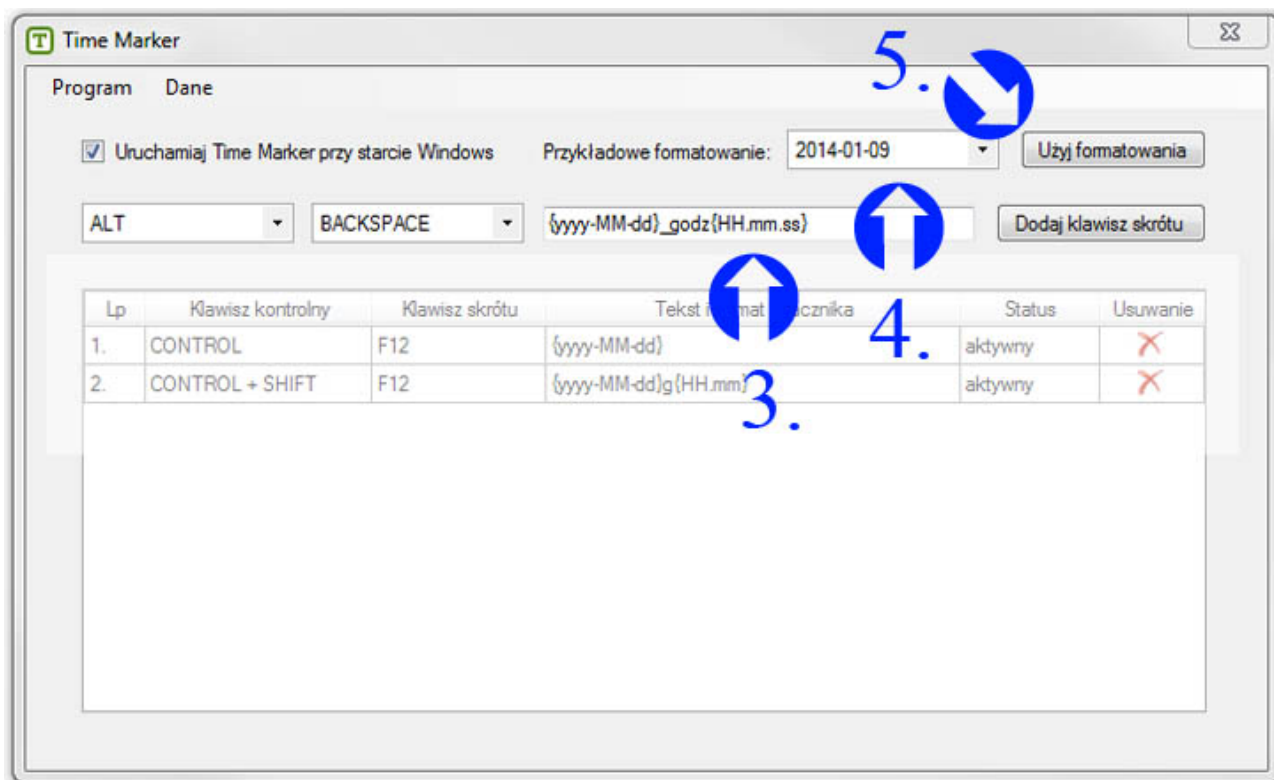 Time Marker
5.
Program Dane
Uruchamiaj Time Marker przy starcie Windows Przykładowe formatowanie: 2014-01-09 Użyj formatowania
ALT BACKSPACE {yyyy-MM-dd}_godz{HH.mm.ss} Dodaj klawisz skrótu
Lp Klawisz kontrolny Klawisz skrótu Tekst Status Usuwanie
4.
1. CONTROL F12 {yyyy-MM-dd} aktywny
2. CONTROL + SHIFT F12 {yyyy-MM-dd}g{HH.mm} aktywny
3.